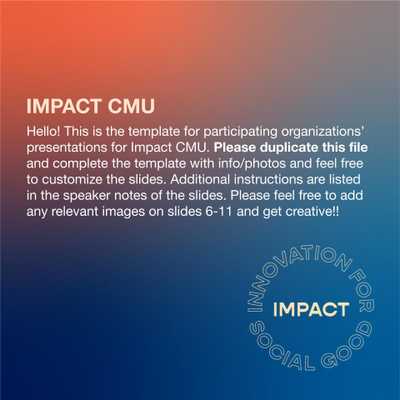 IMPACT CMU
Hello! This is the template for participating organizations’
presentations for Impact CMU. Please duplicate this file
and complete the template with info/photos and feel free
to customize the slides. Additional instructions are listed
in the speaker notes of the slides. Please feel free to add
any relevant images on slides 6-11 and get creative!!
INNOVATION FOR
IMPACT
SOCIAL GOOD